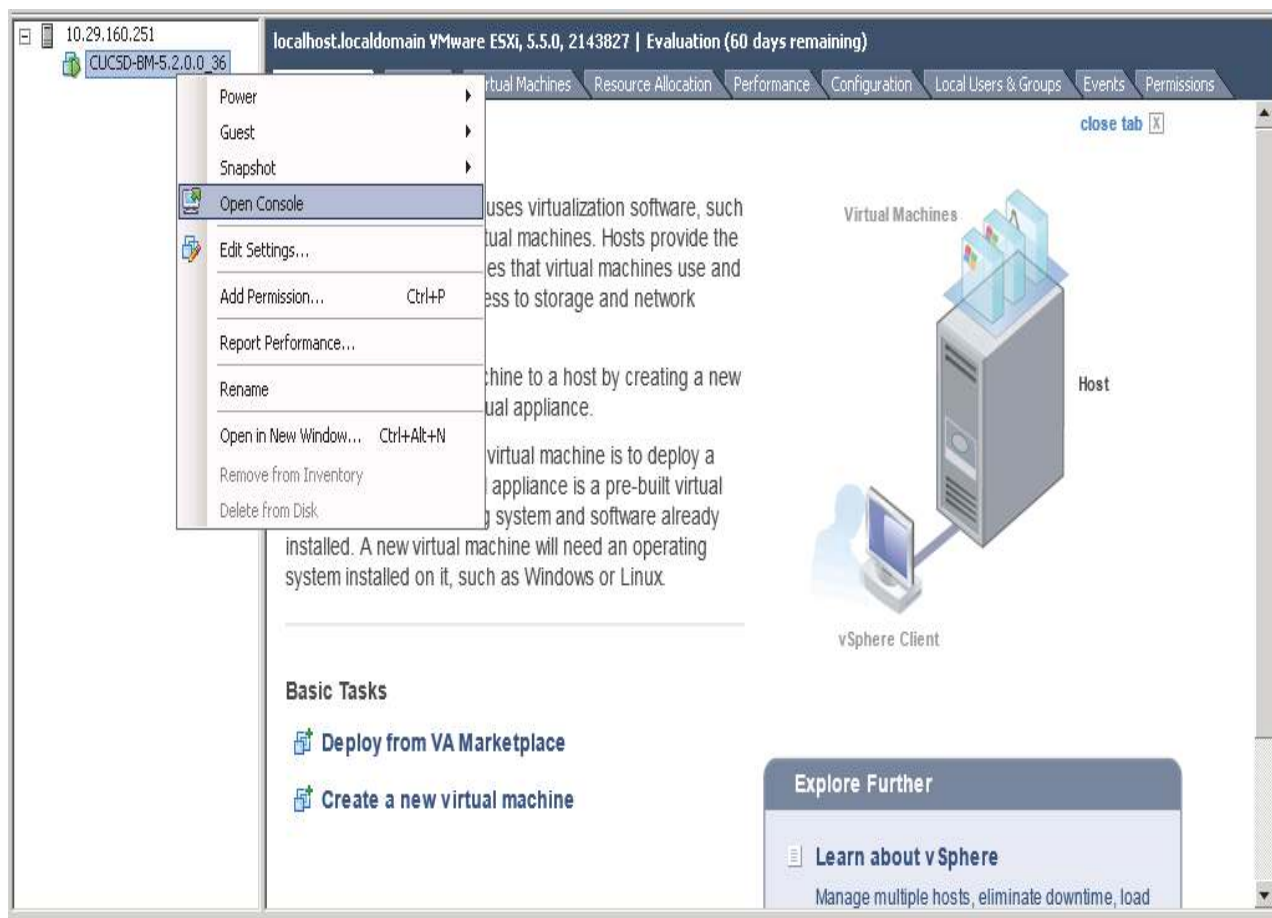 10.29.160.251
CUCSD-BM-5.2.0.0_36
localhost.localdomain VMware ESXi, 5.5.0, 2143827 | Evaluation (60 days remaining)
rtual Machines Resource Allocation Performance Configuration Local Users & Groups Events Permissions
close tab X
Power
Guest
Snapshot
Open Console
Edit Settings...
Add Permission... Ctrl+P
Report Performance...
Rename
Open in New Window... Ctrl+Alt+N
Remove from Inventory
Delete from Disk
uses virtualization software, such
tual machines. Hosts provide the
es that virtual machines use and
ess to storage and network
chine to a host by creating a new
ual appliance.
virtual machine is to deploy a
appliance is a pre-built virtual
g system and software already
installed. A new virtual machine will need an operating
system installed on it, such as Windows or Linux.
Virtual Machines
Host
vSphere Client
Basic Tasks
Deploy from VA Marketplace
Create a new virtual machine
Explore Further
Learn about vSphere
Manage multiple hosts, eliminate downtime, load